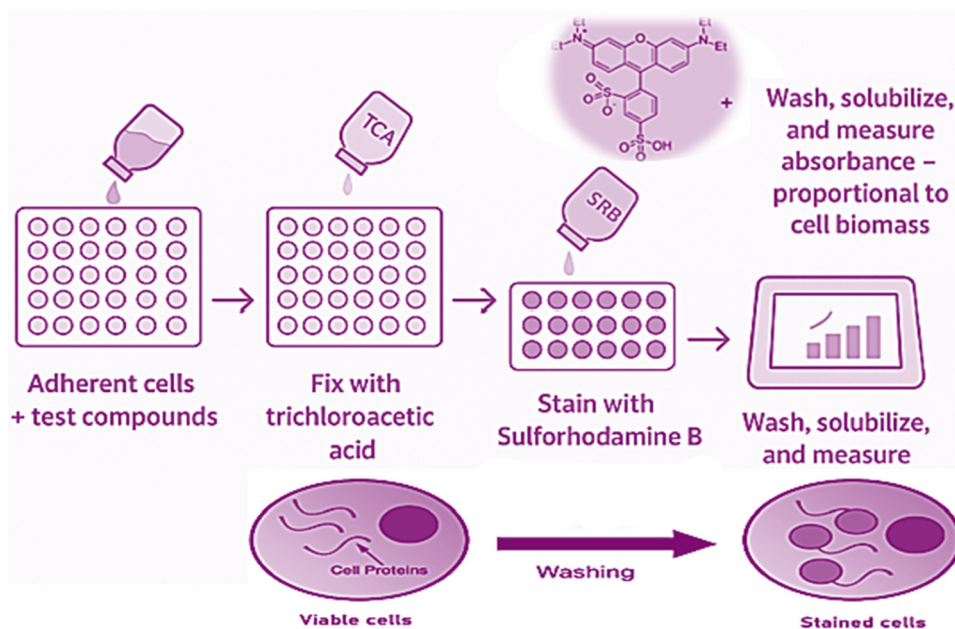 Et
Et
N+
O
N
Et
Et
O
S
O
O-
S
O
O
OH
+
Wash, solubilize,
and measure
absorbance –
proportional to
cell biomass
TCA
SRB
Adherent cells
+ test compounds
Fix with
trichloroacetic
acid
Stain with
Sulforhodamine B
Wash, solubilize,
and measure
Cell Proteins
Washing
Viable cells
Stained cells